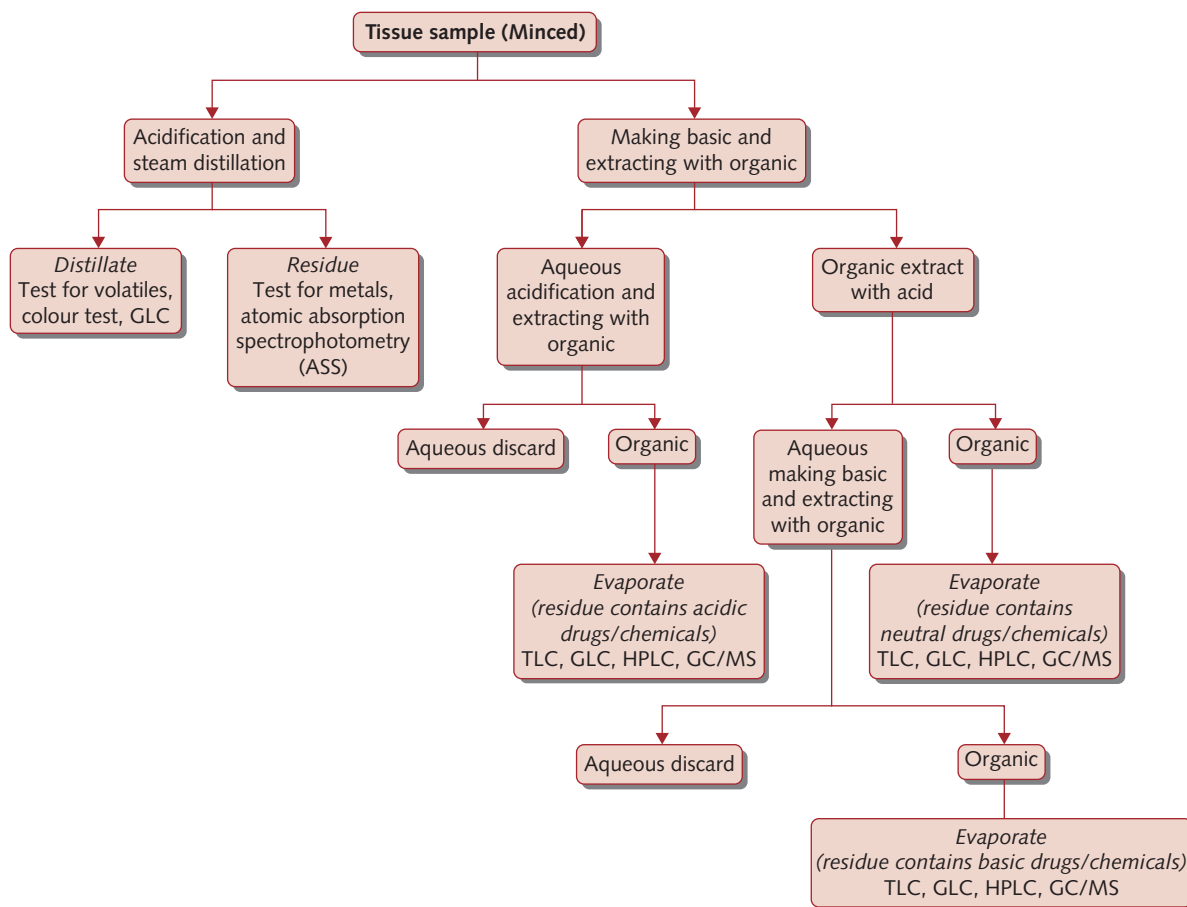 Tissue sample (Minced)
Acidification and
steam distillation
Making basic and
extracting with organic
Distillate
Test for volatiles,
colour test, GLC
Residue
Test for metals,
atomic absorption
spectrophotometry
(ASS)
Aqueous
acidification and
extracting with
organic
Organic extract
with acid
Aqueous discard
Organic
Aqueous
making basic
and extracting
with organic
Organic
Evaporate
(residue contains acidic
drugs/chemicals)
TLC, GLC, HPLC, GC/MS
Evaporate
(residue contains
neutral drugs/chemicals)
TLC, GLC, HPLC, GC/MS
Aqueous discard
Organic
Evaporate
(residue contains basic drugs/chemicals)
TLC, GLC, HPLC, GC/MS